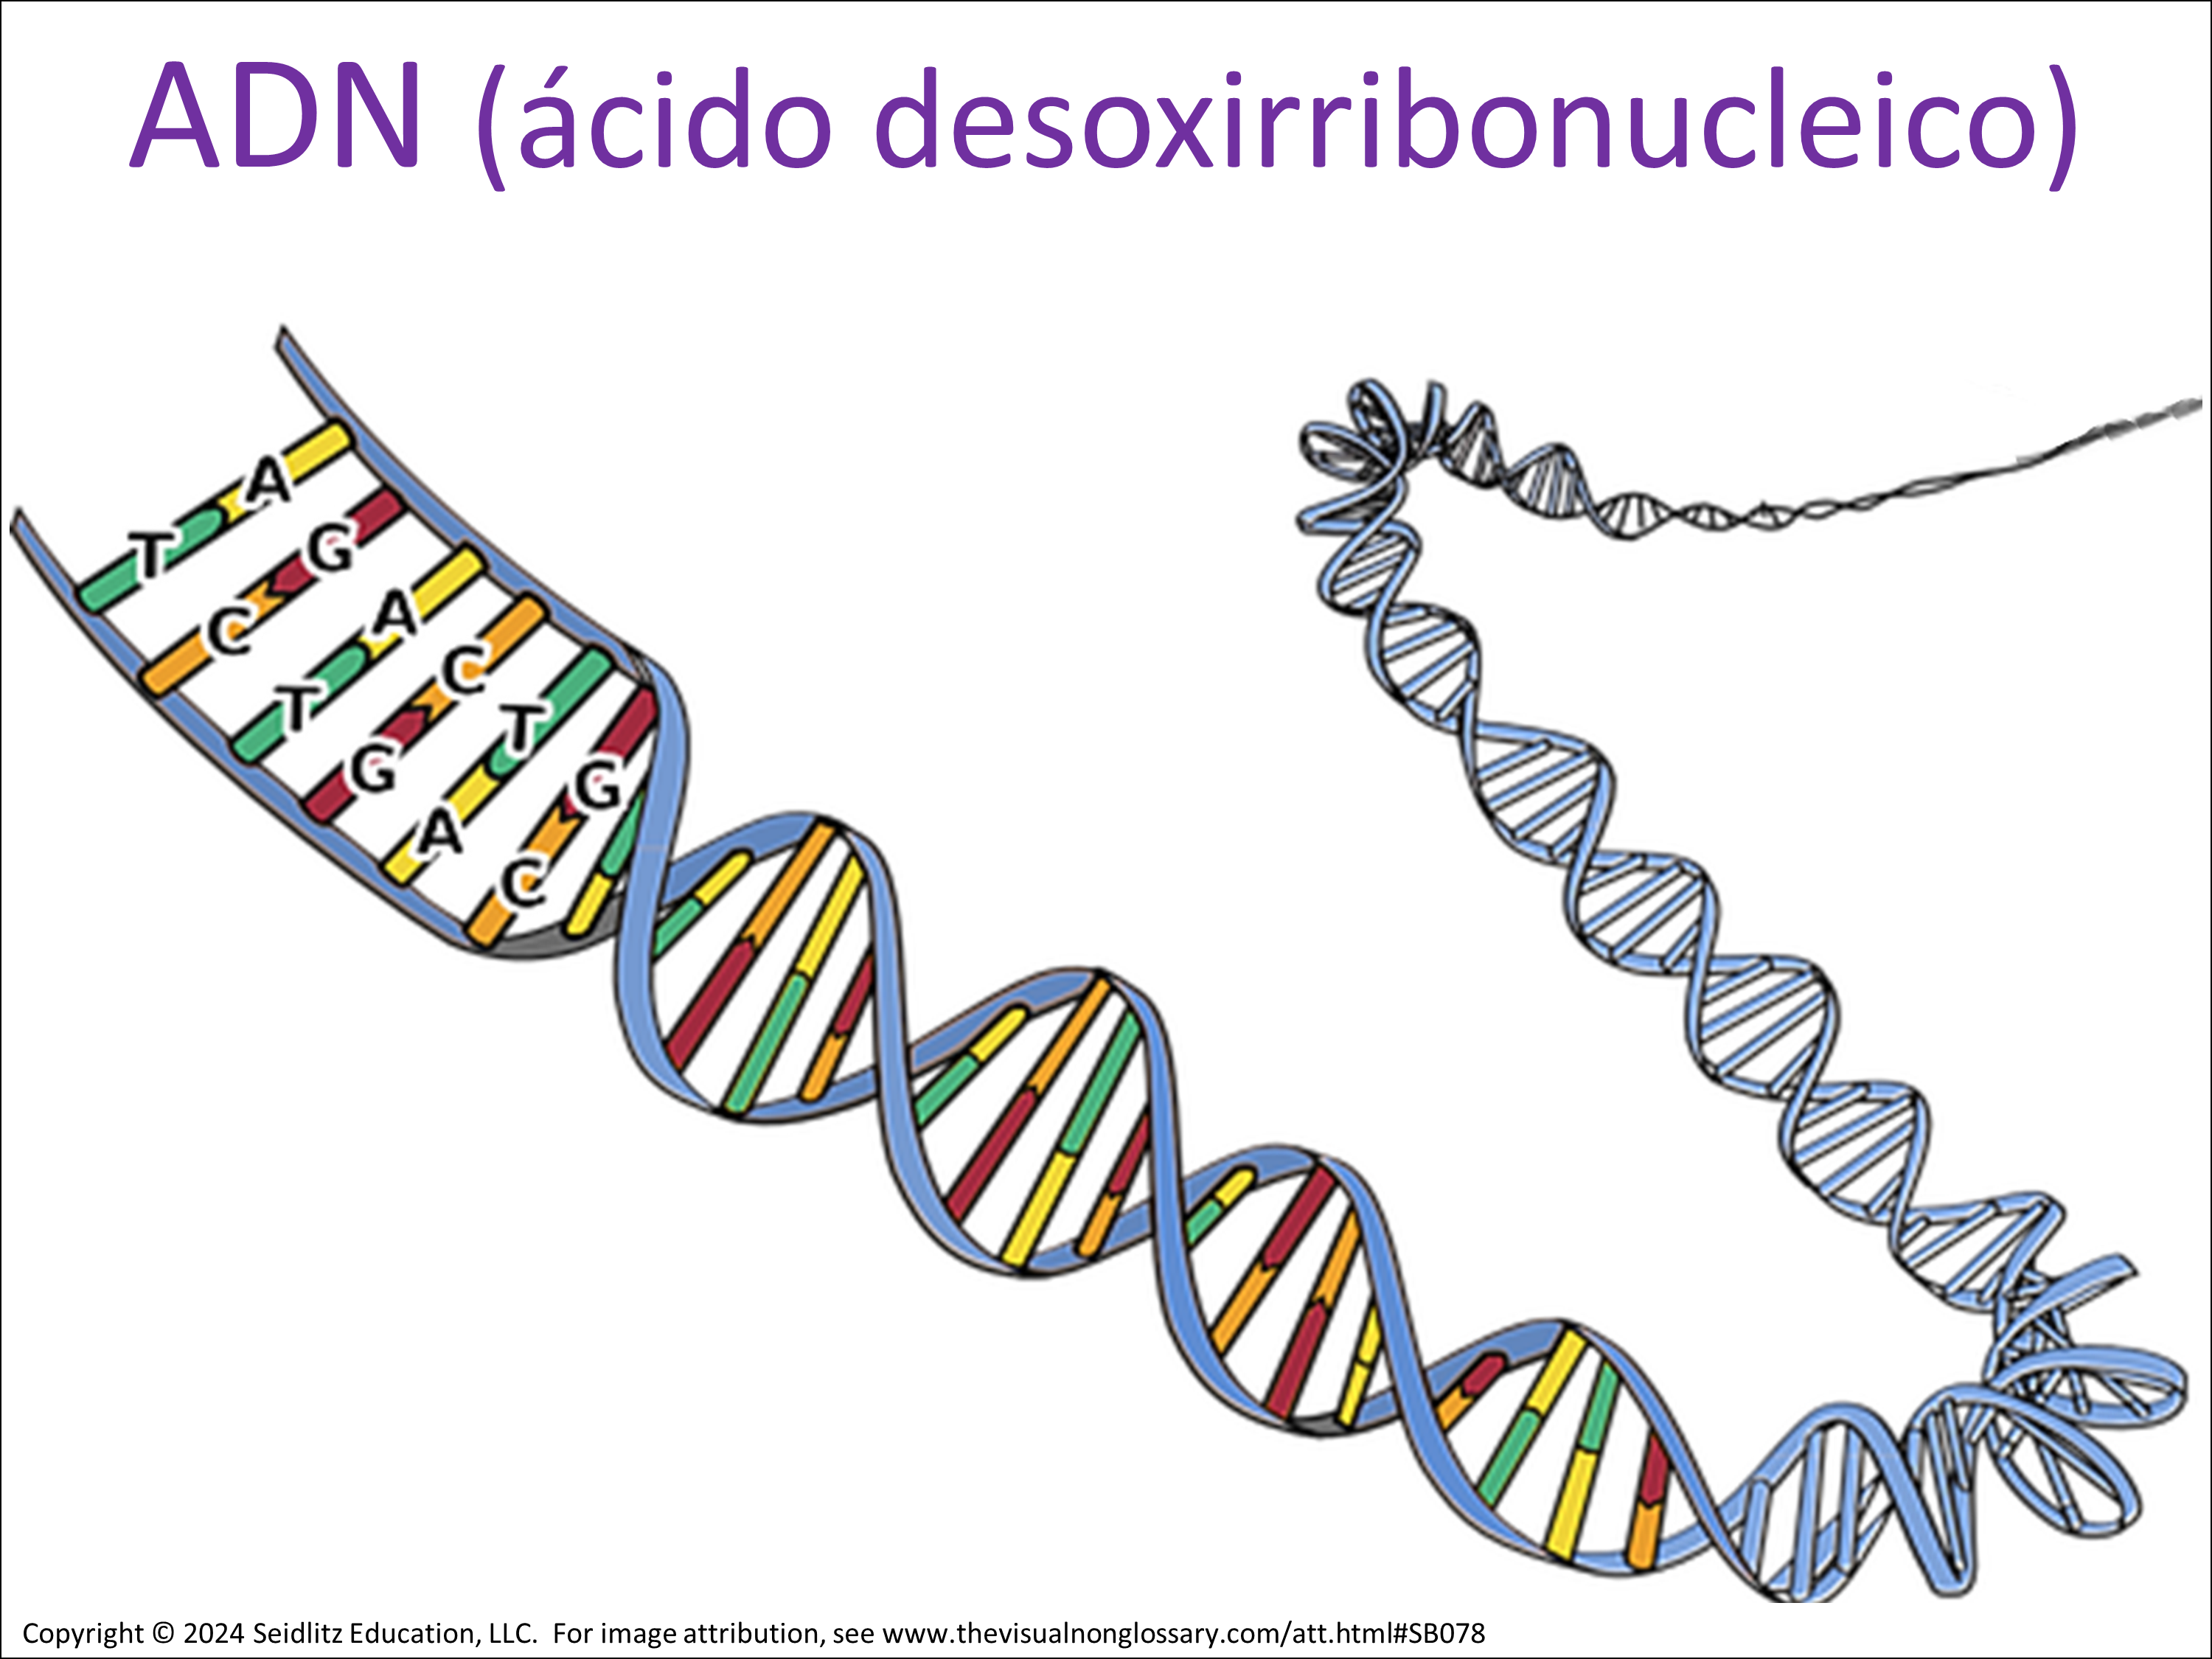 ADN (ácido desoxirribonucleico)
T A
C G
T A
G C
A T
C G
Copyright © 2024 Seidlitz Education, LLC.  For image attribution, see www.thevisualnonglossary.com/att.html#SB078